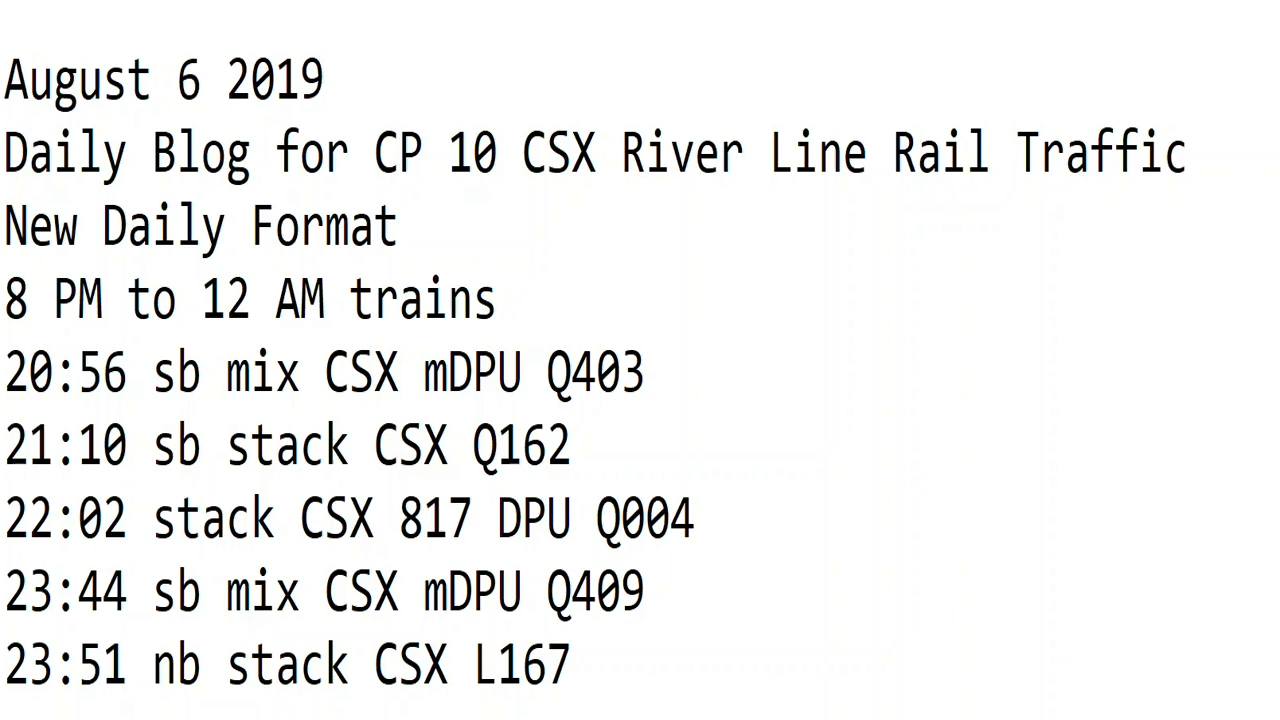 August 6 2019
Daily Blog for CP 10 CSX River Line Rail Traffic
New Daily Format
8 PM to 12 AM trains
20:56 sb mix CSX mDPU Q403
21:10 sb stack CSX Q162
22:02 stack CSX 817 DPU Q004
23:44 sb mix CSX mDPU Q409
23:51 nb stack CSX L167